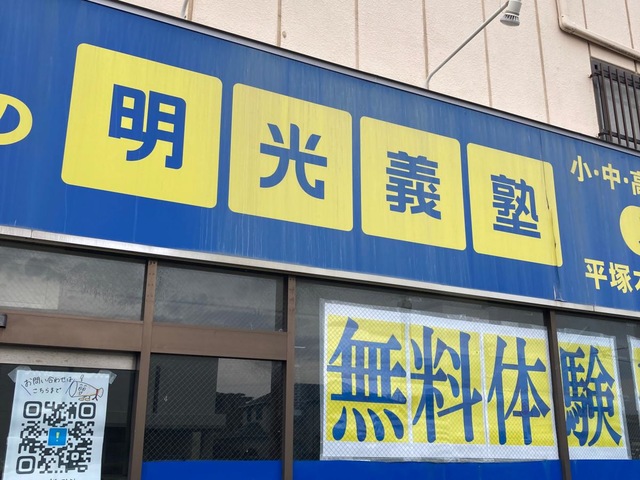 の 明光義塾
小・中・高
平塚
無料体験
お問い合わせは
こちらまで